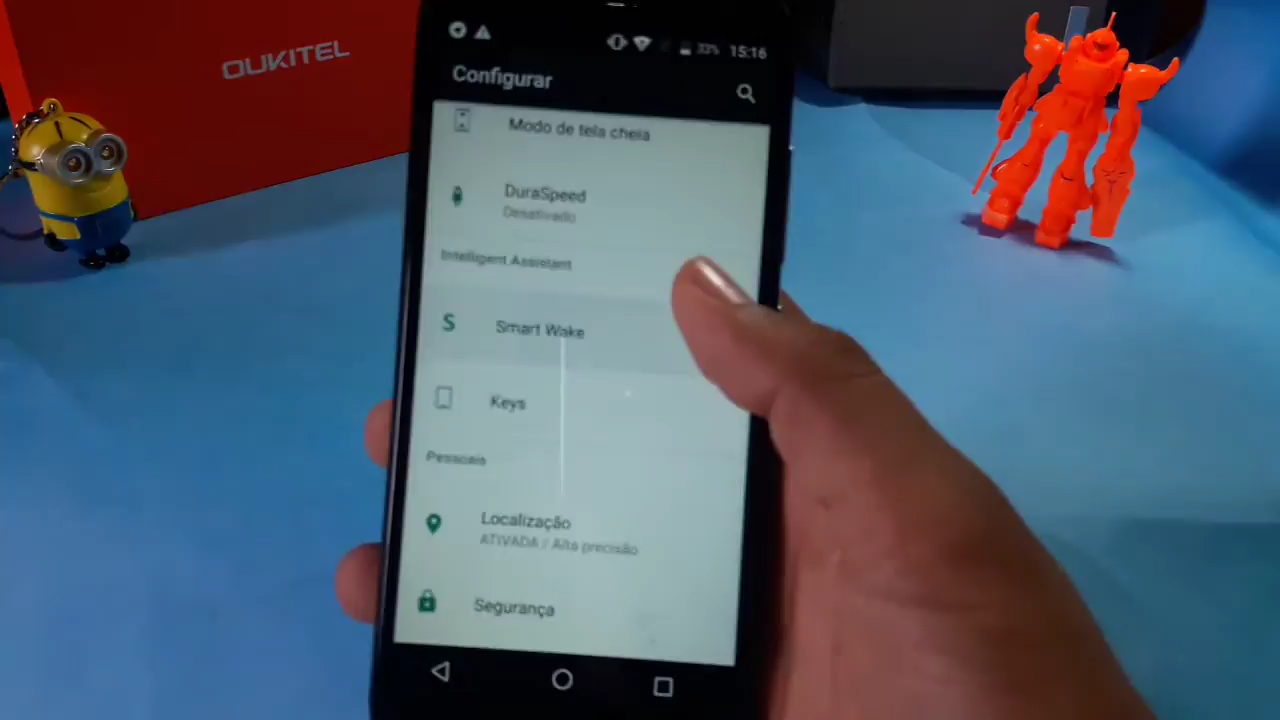 OUKITEL
33% 15:16
Configurar
Modo de tela cheia
DuraSpeed
Desativado
Intelligent Assistant
S Smart Wake
Keys
Pessoais
Localização
ATIVADA / Alta precisão
Segurança